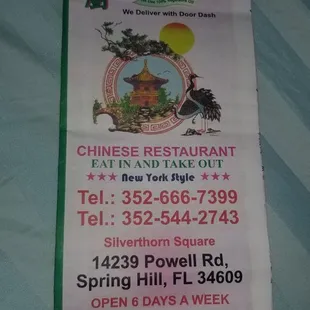 We Deliver with Door Dash
CHINESE RESTAURANT
EAT IN AND TAKE OUT
★★★ New York Style ★★★
Tel.: 352-666-7399
Tel.: 352-544-2743
Silverthorn Square
14239 Powell Rd,
Spring Hill, FL 34609
OPEN 6 DAYS A WEEK